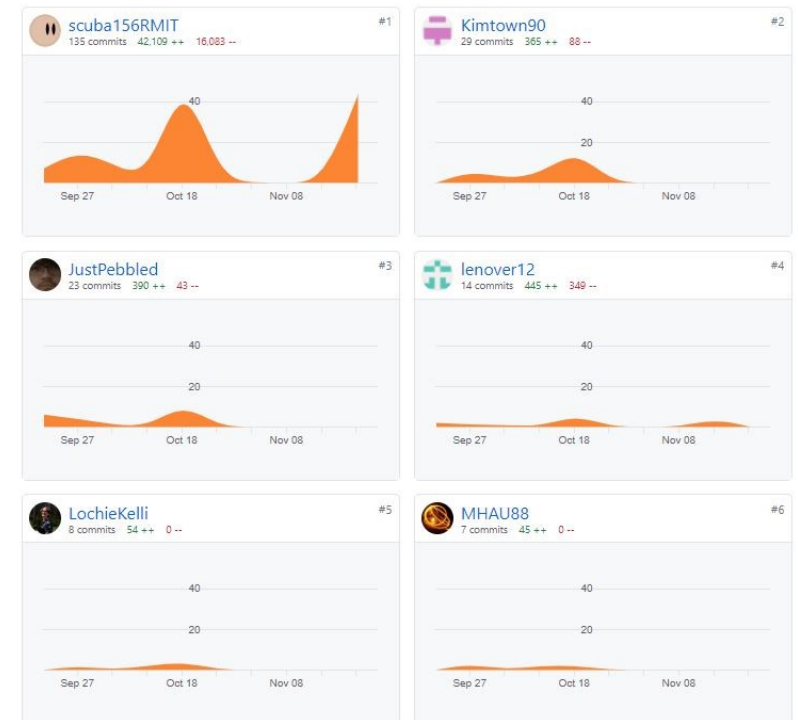 scuba156RMIT #1
135 commits 42,109 ++ 16,083 --
40
Sep 27 Oct 18 Nov 08
Kimtown90 #2
29 commits 365 ++ 88 --
40
20
Sep 27 Oct 18 Nov 08
JustPebbled #3
23 commits 390 ++ 43 --
40
20
Sep 27 Oct 18 Nov 08
lenover12 #4
14 commits 445 ++ 349 --
40
20
Sep 27 Oct 18 Nov 08
LochieKelli #5
8 commits 54 ++ 0 --
40
20
Sep 27 Oct 18 Nov 08
MHAU88 #6
7 commits 45 ++ 0 --
40
20
Sep 27 Oct 18 Nov 08